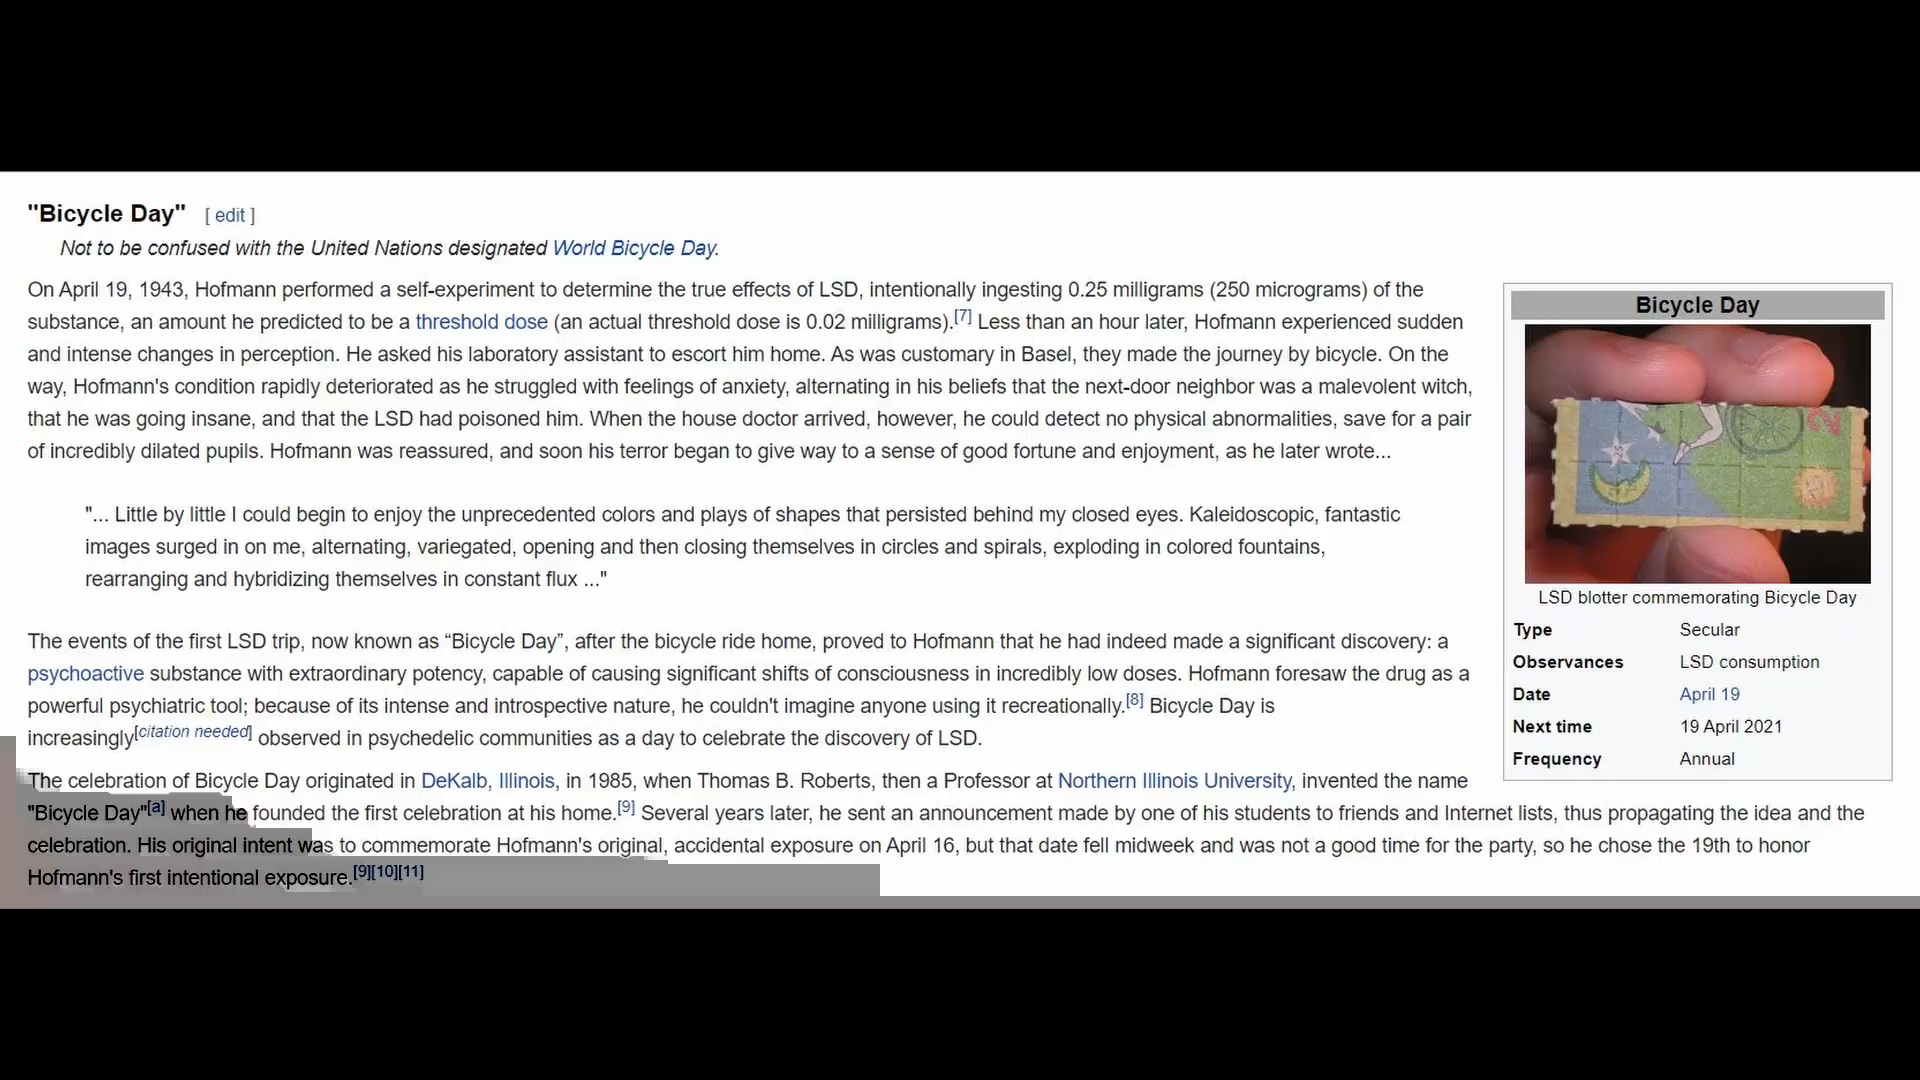 "Bicycle Day" [ edit ]
Not to be confused with the United Nations designated World Bicycle Day.
On April 19, 1943, Hofmann performed a self-experiment to determine the true effects of LSD, intentionally ingesting 0.25 milligrams (250 micrograms) of the
substance, an amount he predicted to be a threshold dose (an actual threshold dose is 0.02 milligrams).[7] Less than an hour later, Hofmann experienced sudden
and intense changes in perception. He asked his laboratory assistant to escort him home. As was customary in Basel, they made the journey by bicycle. On the
way, Hofmann's condition rapidly deteriorated as he struggled with feelings of anxiety, alternating in his beliefs that the next-door neighbor was a malevolent witch,
that he was going insane, and that the LSD had poisoned him. When the house doctor arrived, however, he could detect no physical abnormalities, save for a pair
of incredibly dilated pupils. Hofmann was reassured, and soon his terror began to give way to a sense of good fortune and enjoyment, as he later wrote...
"... Little by little I could begin to enjoy the unprecedented colors and plays of shapes that persisted behind my closed eyes. Kaleidoscopic, fantastic
images surged in on me, alternating, variegated, opening and then closing themselves in circles and spirals, exploding in colored fountains,
rearranging and hybridizing themselves in constant flux ..."
The events of the first LSD trip, now known as “Bicycle Day”, after the bicycle ride home, proved to Hofmann that he had indeed made a significant discovery: a
psychoactive substance with extraordinary potency, capable of causing significant shifts of consciousness in incredibly low doses. Hofmann foresaw the drug as a
powerful psychiatric tool; because of its intense and introspective nature, he couldn't imagine anyone using it recreationally.[8] Bicycle Day is
increasingly[citation needed] observed in psychedelic communities as a day to celebrate the discovery of LSD.
The celebration of Bicycle Day originated in DeKalb, Illinois, in 1985, when Thomas B. Roberts, then a Professor at Northern Illinois University, invented the name
"Bicycle Day"[a] when he founded the first celebration at his home.[9] Several years later, he sent an announcement made by one of his students to friends and Internet lists, thus propagating the idea and the
celebration. His original intent was to commemorate Hofmann's original, accidental exposure on April 16, but that date fell midweek and was not a good time for the party, so he chose the 19th to honor
Hofmann's first intentional exposure.[9][10][11]
Bicycle Day
LSD blotter commemorating Bicycle Day
Type Secular
Observances LSD consumption
Date April 19
Next time 19 April 2021
Frequency Annual